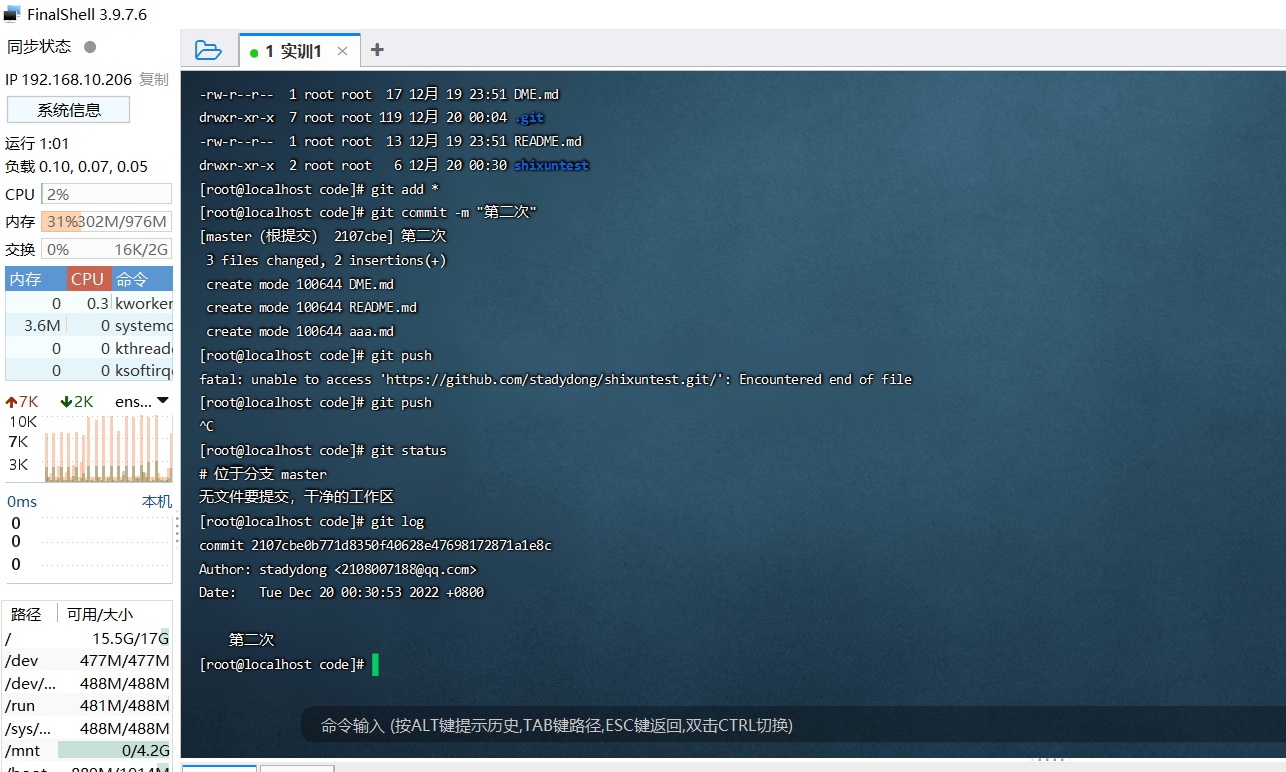 FinalShell 3.9.7.6
同步状态
IP 192.168.10.206 复制
系统信息
运行 1:01
负载 0.10, 0.07, 0.05
CPU 2%
内存 31% 302M/976M
交换 0% 16K/2G
内存 CPU 命令
0 0.3 kworker
3.6M 0 systemd
0 0 kthread
0 0 ksoftirq
7K 2K ens...
10K
7K
3K
0ms 本机
0
0
0
路径 可用/大小
/ 15.5G/17G
/dev 477M/477M
/dev/... 488M/488M
/run 481M/488M
/sys/... 488M/488M
/mnt 0/4.2G
1 实训1 × +
-rw-r--r-- 1 root root 17 12月 19 23:51 DME.md
drwxr-xr-x 7 root root 119 12月 20 00:04 .git
-rw-r--r-- 1 root root 13 12月 19 23:51 README.md
drwxr-xr-x 2 root root 6 12月 20 00:30 shixuntest
[root@localhost code]# git add *
[root@localhost code]# git commit -m "第二次"
[master (根提交) 2107cbe] 第二次
3 files changed, 2 insertions(+)
create mode 100644 DME.md
create mode 100644 README.md
create mode 100644 aaa.md
[root@localhost code]# git push
fatal: unable to access 'https://github.com/stadydong/shixuntest.git/': Encountered end of file
[root@localhost code]# git push
^C
[root@localhost code]# git status
# 位于分支 master
无文件要提交，干净的工作区
[root@localhost code]# git log
commit 2107cbe0b771d8350f40628e47698172871a1e8c
Author: stadydong <2108007188@qq.com>
Date: Tue Dec 20 00:30:53 2022 +0800
第二次
[root@localhost code]#
命令输入 (按ALT键提示历史,TAB键路径,ESC键返回,双击CTRL切换)